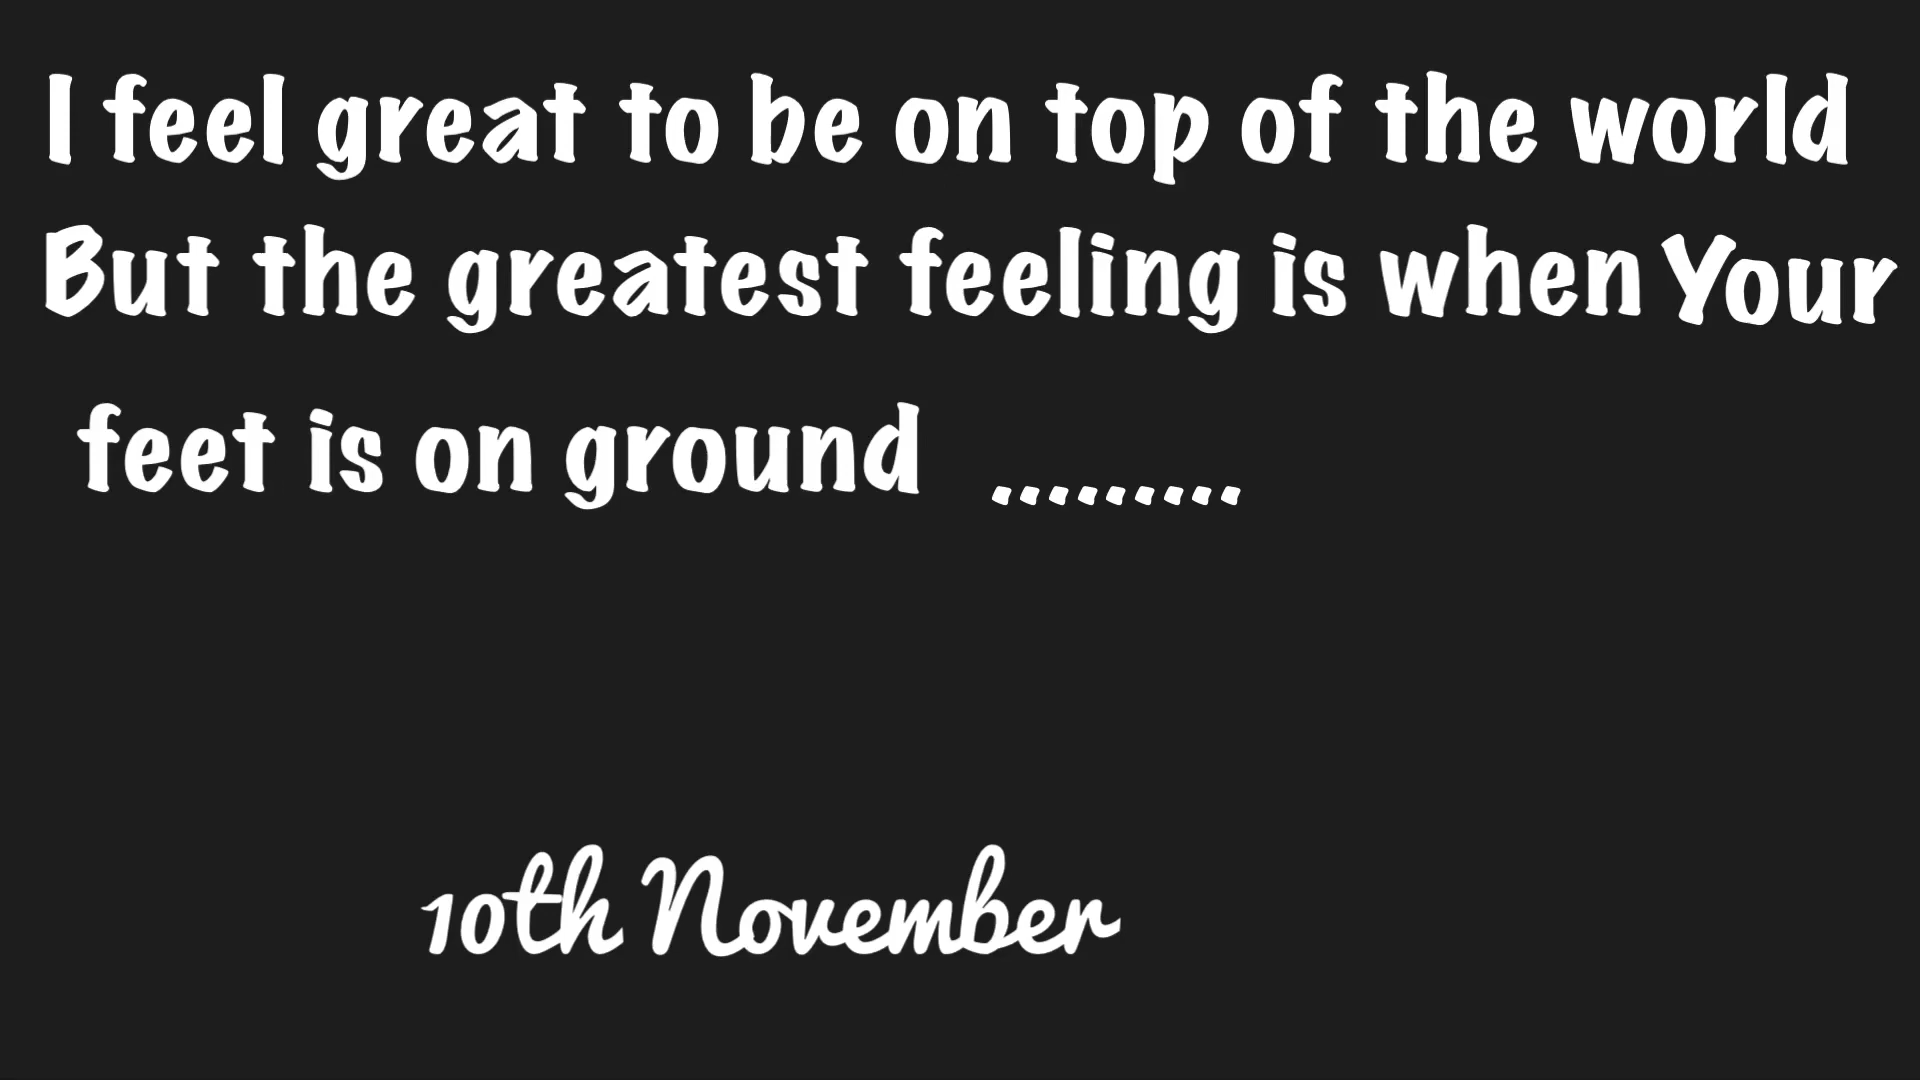 I feel great to be on top of the world
But the greatest feeling is when Your
feet is on ground .........
10th November